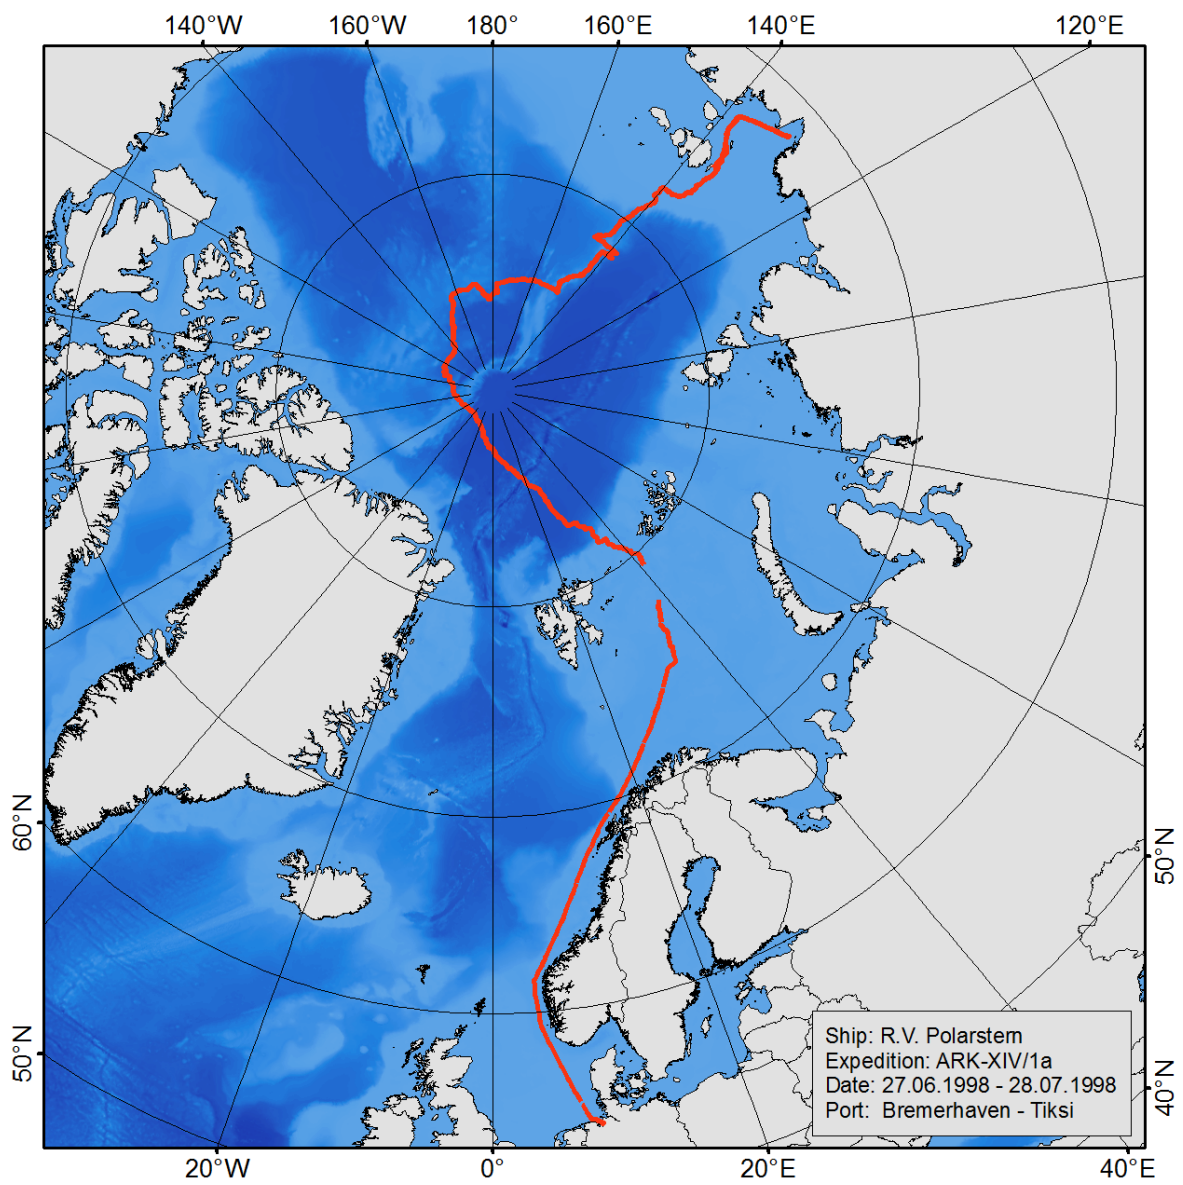 140°W 160°W 180° 160°E 140°E 120°E
60°N
50°N
50°N
40°N
Ship: R.V. Polarstern
Expedition: ARK-XIV/1a
Date: 27.06.1998 - 28.07.1998
Port: Bremerhaven - Tiksi
20°W 0° 20°E 40°E